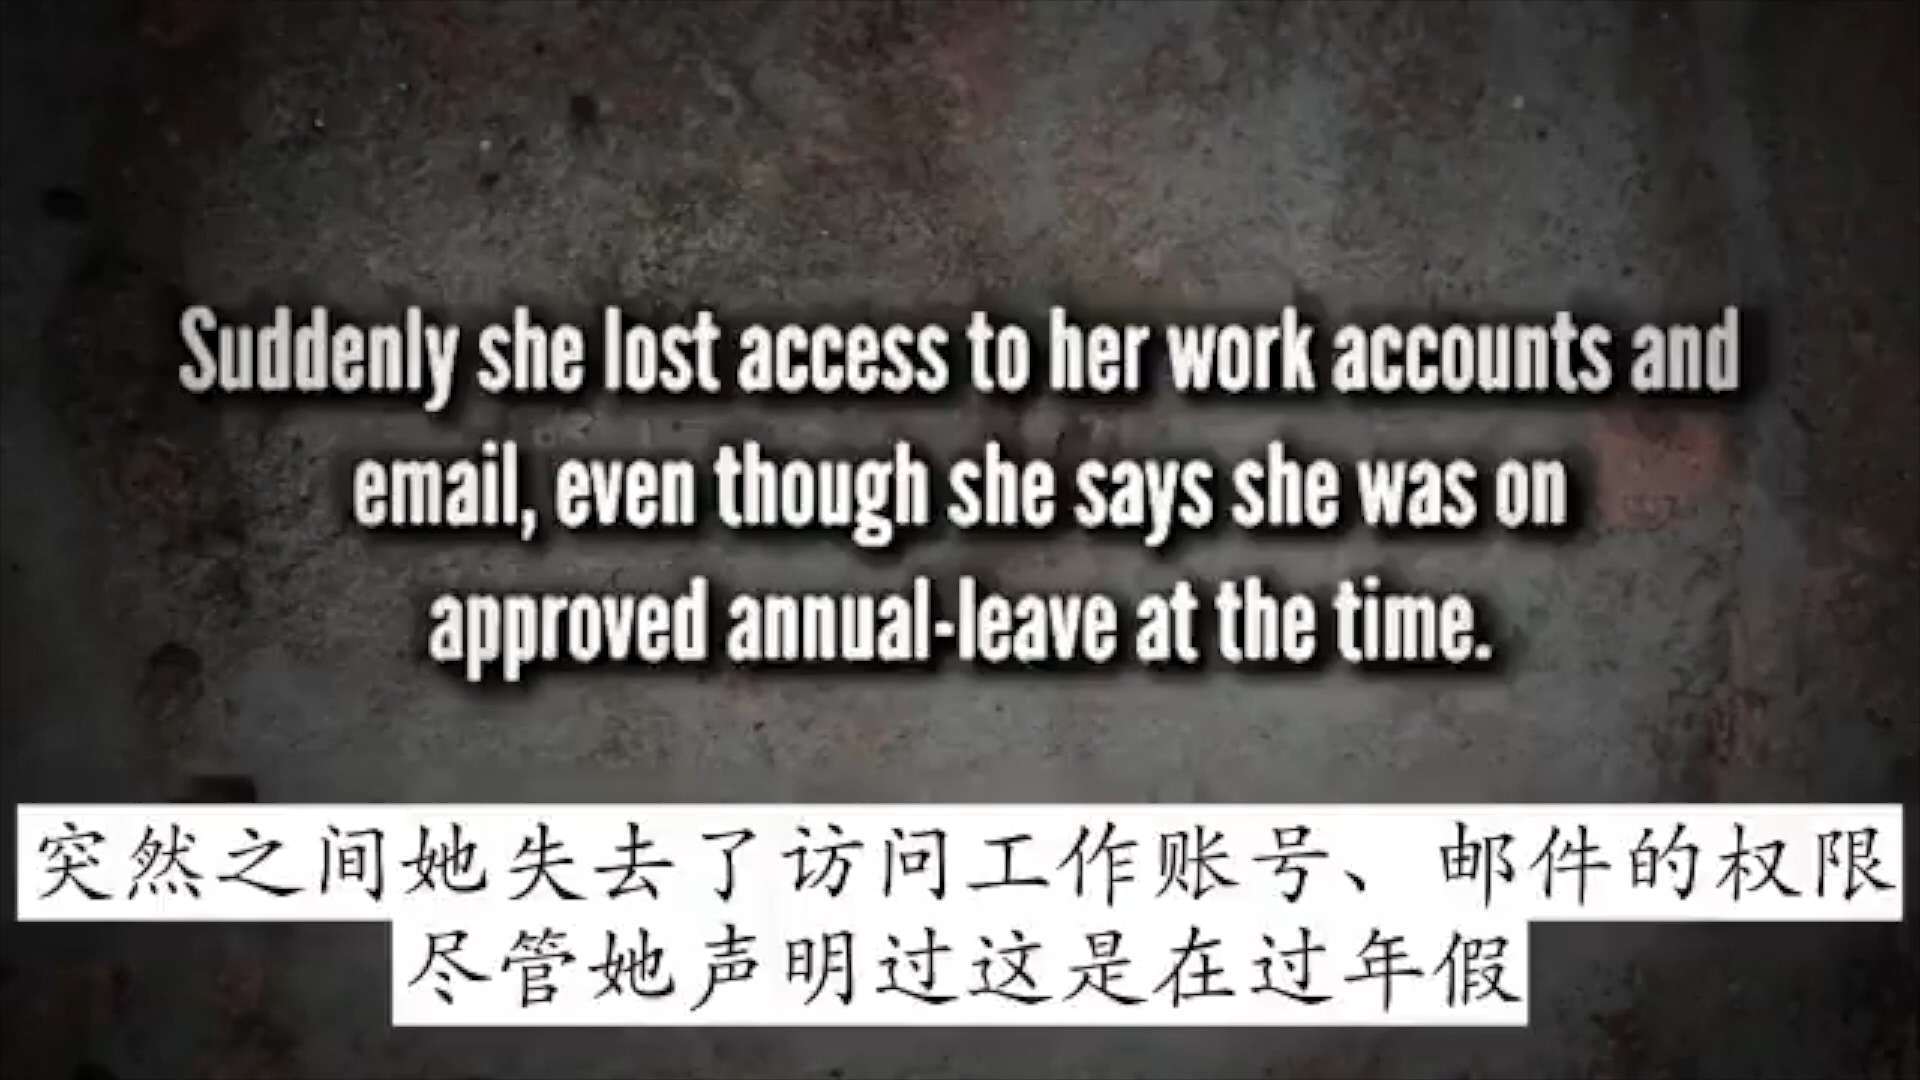 Suddenly she lost access to her work accounts and
email, even though she says she was on
approved annual-leave at the time.
突然之间她失去了访问工作账号、邮件的权限
尽管她声明过这是在过年假